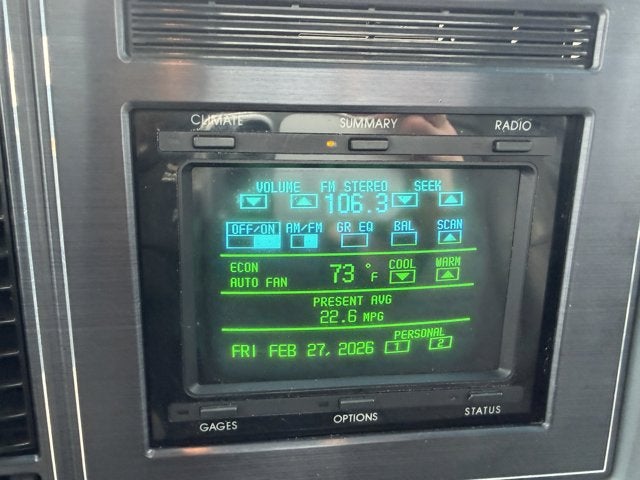 CLIMATE SUMMARY RADIO
VOLUME FM STEREO SEEK
106.3
OFF/ON AM/FM GR EQ BAL SCAN
ECON 73 °F COOL WARM
AUTO FAN
PRESENT AVG
22.6 MPG
PERSONAL
FRI FEB 27, 2026 1 2
GAGES OPTIONS STATUS